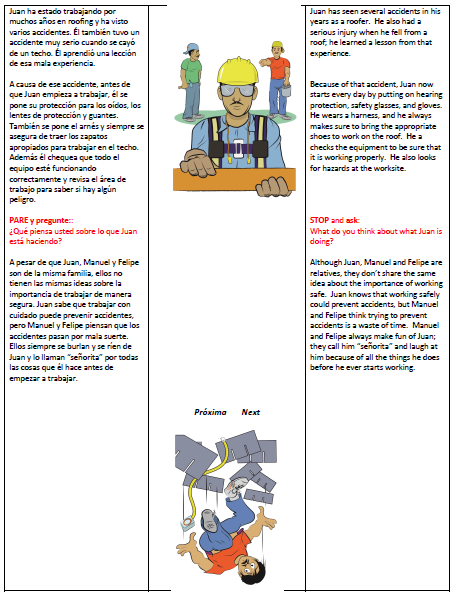 Juan ha estado trabajando por
muchos años en roofing y ha visto
varios accidentes. Él también tuvo un
accidente muy serio cuando se cayó
de un techo. Él aprendió una lección
de esa mala experiencia.
A causa de ese accidente, antes de
que Juan empieza a trabajar, él se
pone su protección para los oídos, los
lentes de protección y guantes.
También se pone el arnés y siempre se
asegura de traer los zapatos
apropiados para trabajar en el techo.
Además él chequea que todo el
equipo esté funcionando
correctamente y revisa el área de
trabajo para saber si hay algún
peligro.
PARE y pregunte::
¿Qué piensa usted sobre lo que Juan
está haciendo?
A pesar de que Juan, Manuel y Felipe
son de la misma familia, ellos no
tienen las mismas ideas sobre la
importancia de trabajar de manera
segura. Juan sabe que trabajar con
cuidado puede prevenir accidentes,
pero Manuel y Felipe piensan que los
accidentes pasan por mala suerte.
Ellos siempre se burlan y se ríen de
Juan y lo llaman “señorita” por todas
las cosas que él hace antes de
empezar a trabajar.
Próxima Next
Juan has seen several accidents in his
years as a roofer. He also had a
serious injury when he fell from a
roof; he learned a lesson from that
experience.
Because of that accident, Juan now
starts every day by putting on hearing
protection, safety glasses, and gloves.
He wears a harness, and he always
makes sure to bring the appropriate
shoes to work on the roof. He a
checks the equipment to be sure that
it is working properly. He also looks
for hazards at the worksite.
STOP and ask:
What do you think about what Juan is
doing?
Although Juan, Manuel and Felipe are
relatives, they don’t share the same
idea about the importance of working
safe. Juan knows that working safely
could prevent accidents, but Manuel
and Felipe think trying to prevent
accidents is a waste of time. Manuel
and Felipe always make fun of Juan;
they call him “señorita” and laugh at
him because of all the things he does
before he ever starts working.